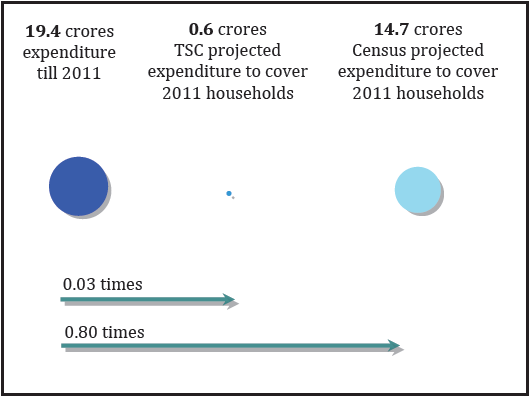 19.4 crores
expenditure
till 2011
0.6 crores
TSC projected
expenditure to cover
2011 households
14.7 crores
Census projected
expenditure to cover
2011 households
0.03 times
0.80 times